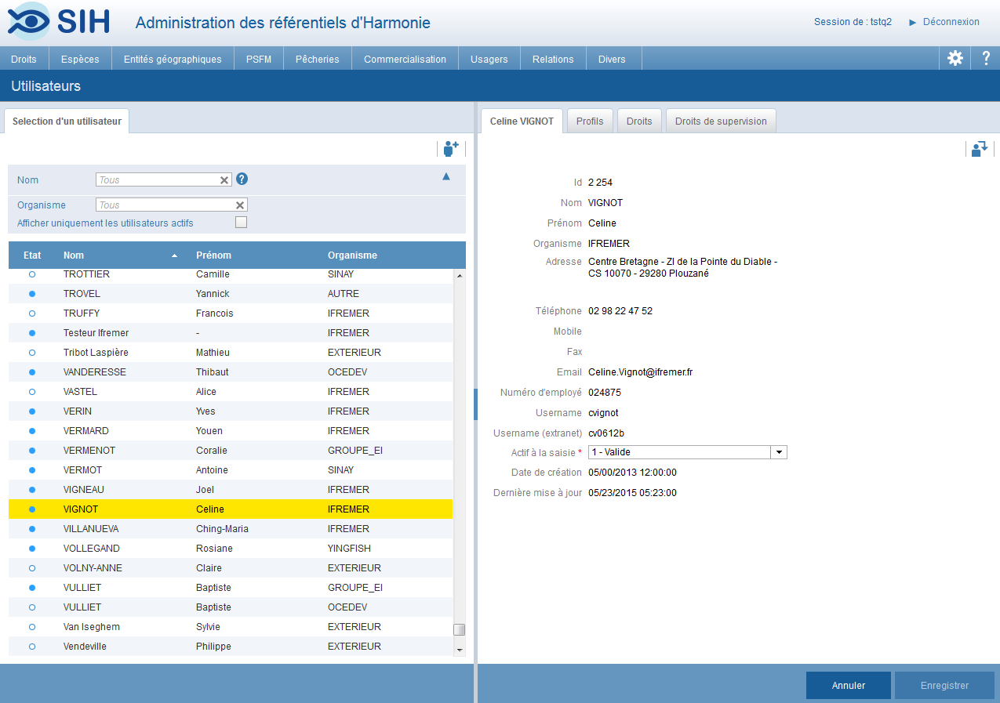 SIH Administration des référentiels d'Harmonie Session de : tstq2 Déconnexion
Droits Espèces Entités géographiques PSFM Pêcheries Commercialisation Usagers Relations Divers ?
Utilisateurs
Selection d'un utilisateur
Nom Tous ?
Organisme Tous
Afficher uniquement les utilisateurs actifs
Etat Nom Prénom Organisme
TROTTIER Camille SINAY
TROVEL Yannick AUTRE
TRUFFY Francois IFREMER
Testeur Ifremer - IFREMER
Tribot Laspière Mathieu EXTERIEUR
VANDERESSE Thibaut OCEDEV
VASTEL Alice IFREMER
VERIN Yves IFREMER
VERMARD Youen IFREMER
VERMENOT Coralie GROUPE_EI
VERMOT Antoine SINAY
VIGNEAU Joel IFREMER
VIGNOT Celine IFREMER
VILLANUEVA Ching-Maria IFREMER
VOLLEGAND Rosiane YINGFISH
VOLNY-ANNE Claire EXTERIEUR
VULLIET Baptiste GROUPE_EI
VULLIET Baptiste OCEDEV
Van Iseghem Sylvie EXTERIEUR
Vendeville Philippe EXTERIEUR
Celine VIGNOT Profils Droits Droits de supervision
Id 2 254
Nom VIGNOT
Prénom Celine
Organisme IFREMER
Adresse Centre Bretagne - ZI de la Pointe du Diable -
CS 10070 - 29280 Plouzané
Téléphone 02 98 22 47 52
Mobile
Fax
Email Celine.Vignot@ifremer.fr
Numéro d'employé 024875
Username cvignot
Username (extranet) cv0612b
Actif à la saisie * 1 - Valide
Date de création 05/00/2013 12:00:00
Dernière mise à jour 05/23/2015 05:23:00
Annuler Enregistrer